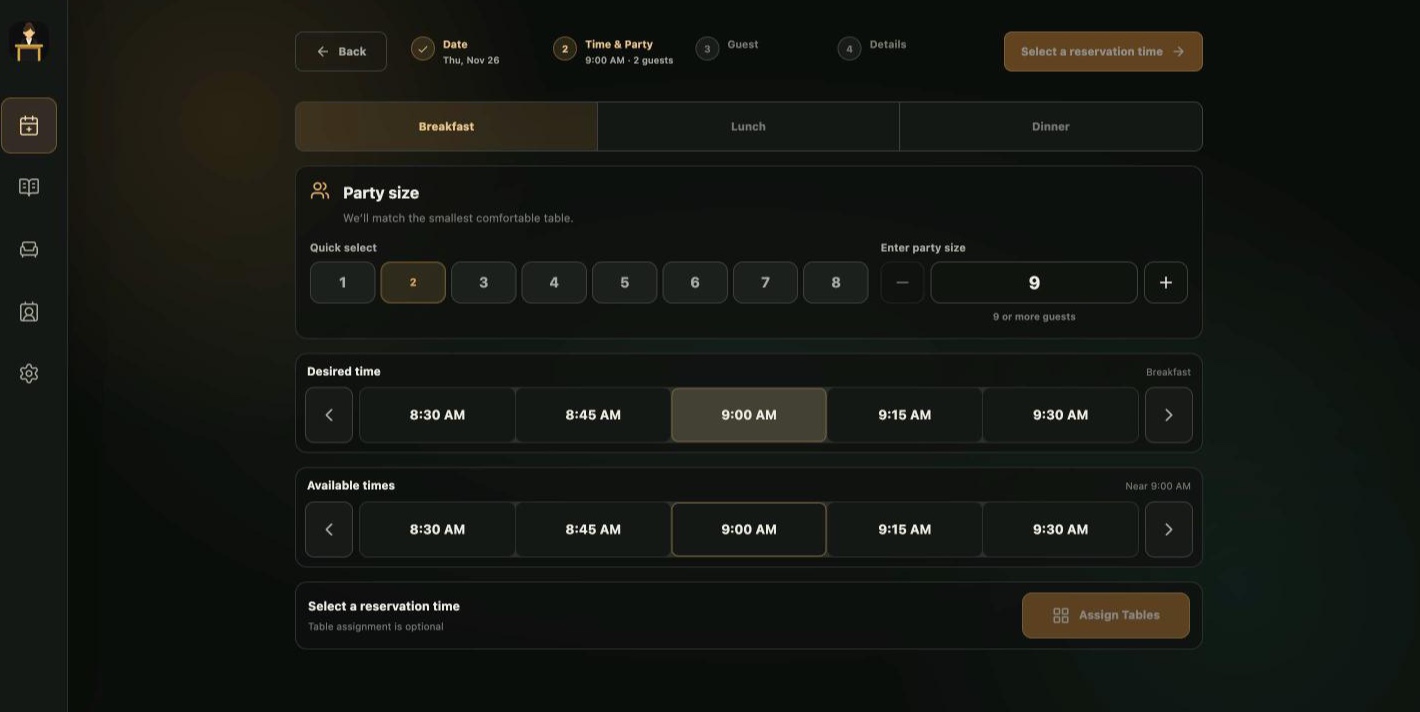 Back
Date
Thu, Nov 26
2
Time & Party
9:00 AM · 2 guests
3
Guest
4
Details
Select a reservation time
Breakfast
Lunch
Dinner
Party size
We'll match the smallest comfortable table.
Quick select
Enter party size
1
2
3
4
5
6
7
8
9
9 or more guests
Desired time
Breakfast
8:30 AM
8:45 AM
9:00 AM
9:15 AM
9:30 AM
Available times
Near 9:00 AM
8:30 AM
8:45 AM
9:00 AM
9:15 AM
9:30 AM
Select a reservation time
Table assignment is optional
Assign Tables